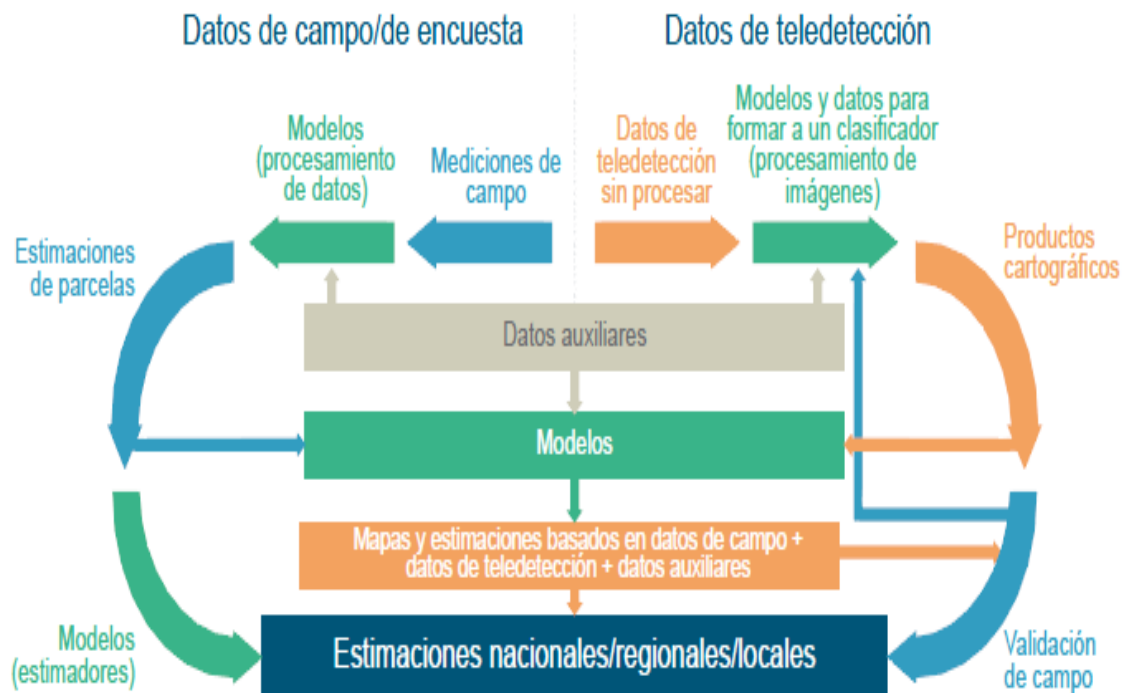 Datos de campo/de encuesta
Datos de teledetección
Modelos
(procesamiento
de datos)
Mediciones de
campo
Datos de
teledetección
sin procesar
Modelos y datos para
formar a un clasificador
(procesamiento de
imágenes)
Estimaciones
de parcelas
Productos
cartográficos
Datos auxiliares
Modelos
Mapas y estimaciones basados en datos de campo +
datos de teledetección + datos auxiliares
Modelos
(estimadores)
Estimaciones nacionales/regionales/locales
Validación
de campo